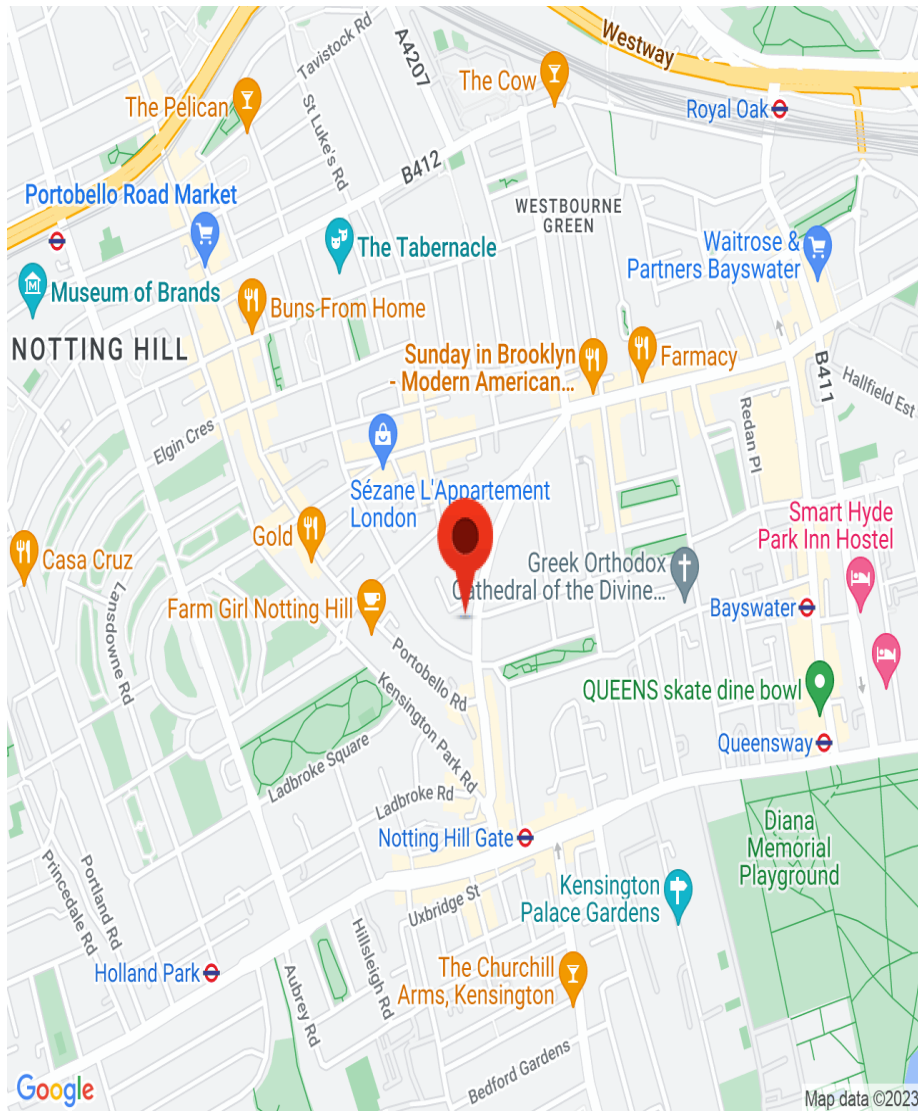 Tavistock Rd
A4207
Westway
The Cow
The Pelican
Royal Oak
St Luke's Rd
B412
Portobello Road Market
WESTBOURNE
GREEN
The Tabernacle
Waitrose &
Partners Bayswater
Museum of Brands
Buns From Home
NOTTING HILL
Sunday in Brooklyn
- Modern American...
Farmacy
B411
Hallfield Est
Elgin Cres
Redan Pl
Sézane L'Appartement
London
Smart Hyde
Park Inn Hostel
Gold
Casa Cruz
Greek Orthodox
Cathedral of the Divine...
Lansdowne Rd
Farm Girl Notting Hill
Bayswater
Portobello Rd
QUEENS skate dine bowl
Kensington Park Rd
Queensway
Ladbroke Square
Ladbroke Rd
Diana
Memorial
Playground
Notting Hill Gate
Princedale Rd
Portland Rd
Kensington
Palace Gardens
Uxbridge St
Hillsleigh Rd
Holland Park
Aubrey Rd
The Churchill
Arms, Kensington
Bedford Gardens
Google
Map data ©2023